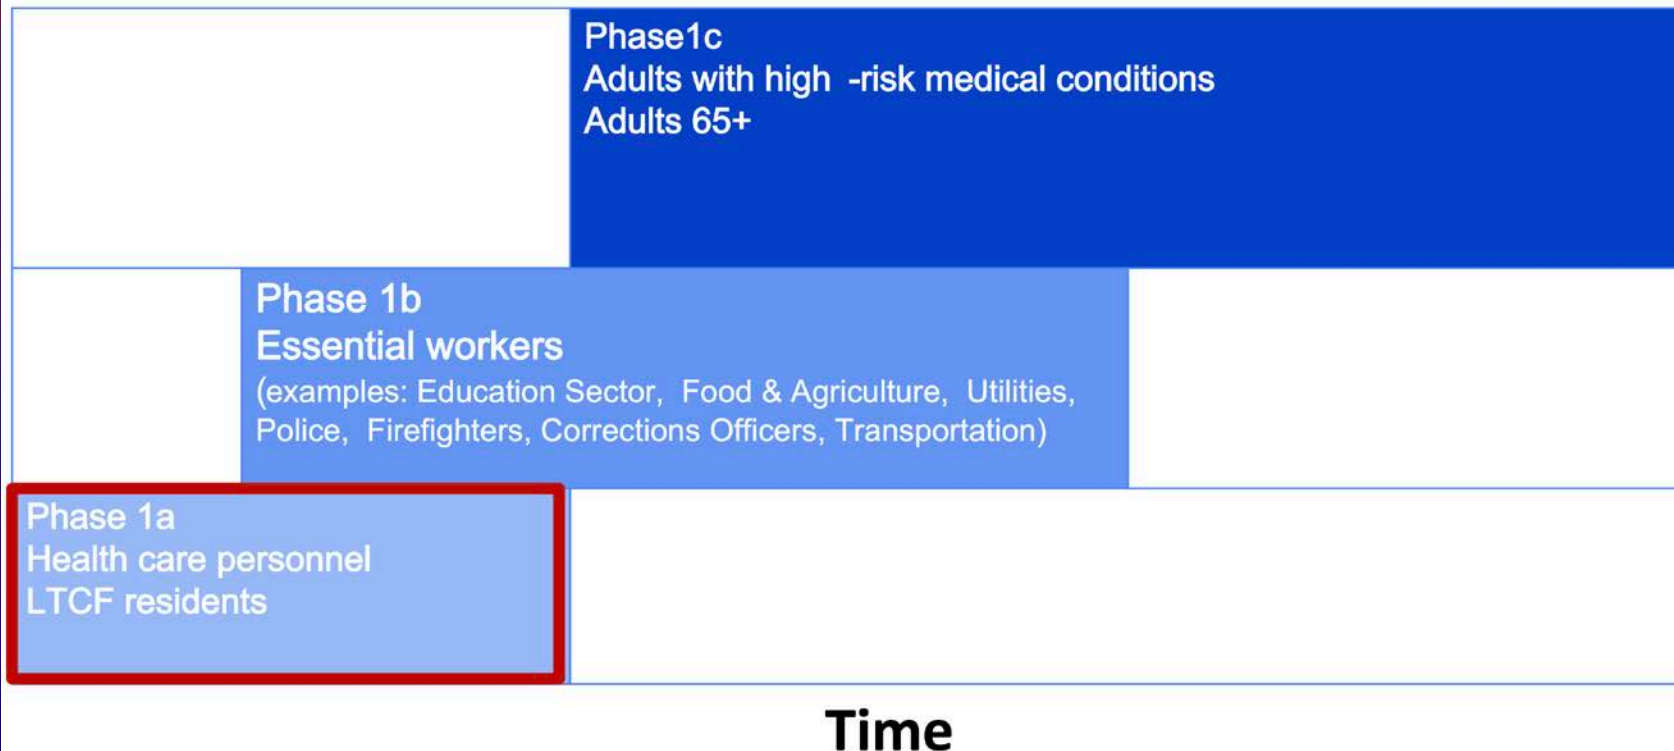 Phase1c
Adults with high -risk medical conditions
Adults 65+
Phase 1b
Essential workers
(examples: Education Sector, Food & Agriculture, Utilities,
Police, Firefighters, Corrections Officers, Transportation)
Phase 1a
Health care personnel
LTCF residents
Time